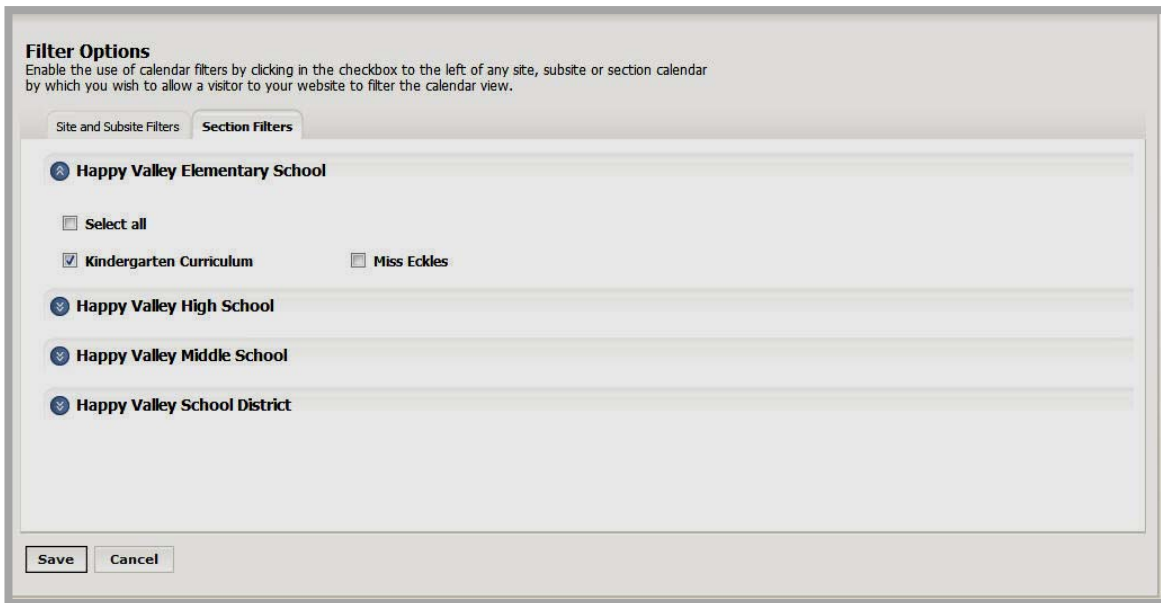 Filter Options
Enable the use of calendar filters by clicking in the checkbox to the left of any site, subsite or section calendar
by which you wish to allow a visitor to your website to filter the calendar view.
Site and Subsite Filters Section Filters
Happy Valley Elementary School
Select all
Kindergarten Curriculum Miss Eckles
Happy Valley High School
Happy Valley Middle School
Happy Valley School District
Save Cancel